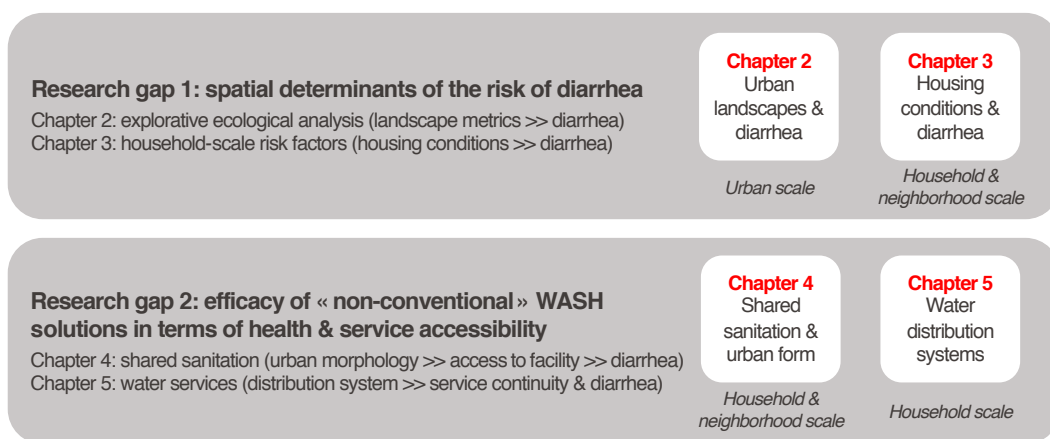 Research gap 1: spatial determinants of the risk of diarrhea
Chapter 2: explorative ecological analysis (landscape metrics >> diarrhea)
Chapter 3: household-scale risk factors (housing conditions >> diarrhea)
Chapter 2
Urban
landscapes &
diarrhea
Urban scale
Chapter 3
Housing
conditions &
diarrhea
Household &
neighborhood scale
Research gap 2: efficacy of « non-conventional » WASH
solutions in terms of health & service accessibility
Chapter 4: shared sanitation (urban morphology >> access to facility >> diarrhea)
Chapter 5: water services (distribution system >> service continuity & diarrhea)
Chapter 4
Shared
sanitation &
urban form
Household &
neighborhood scale
Chapter 5
Water
distribution
systems
Household scale